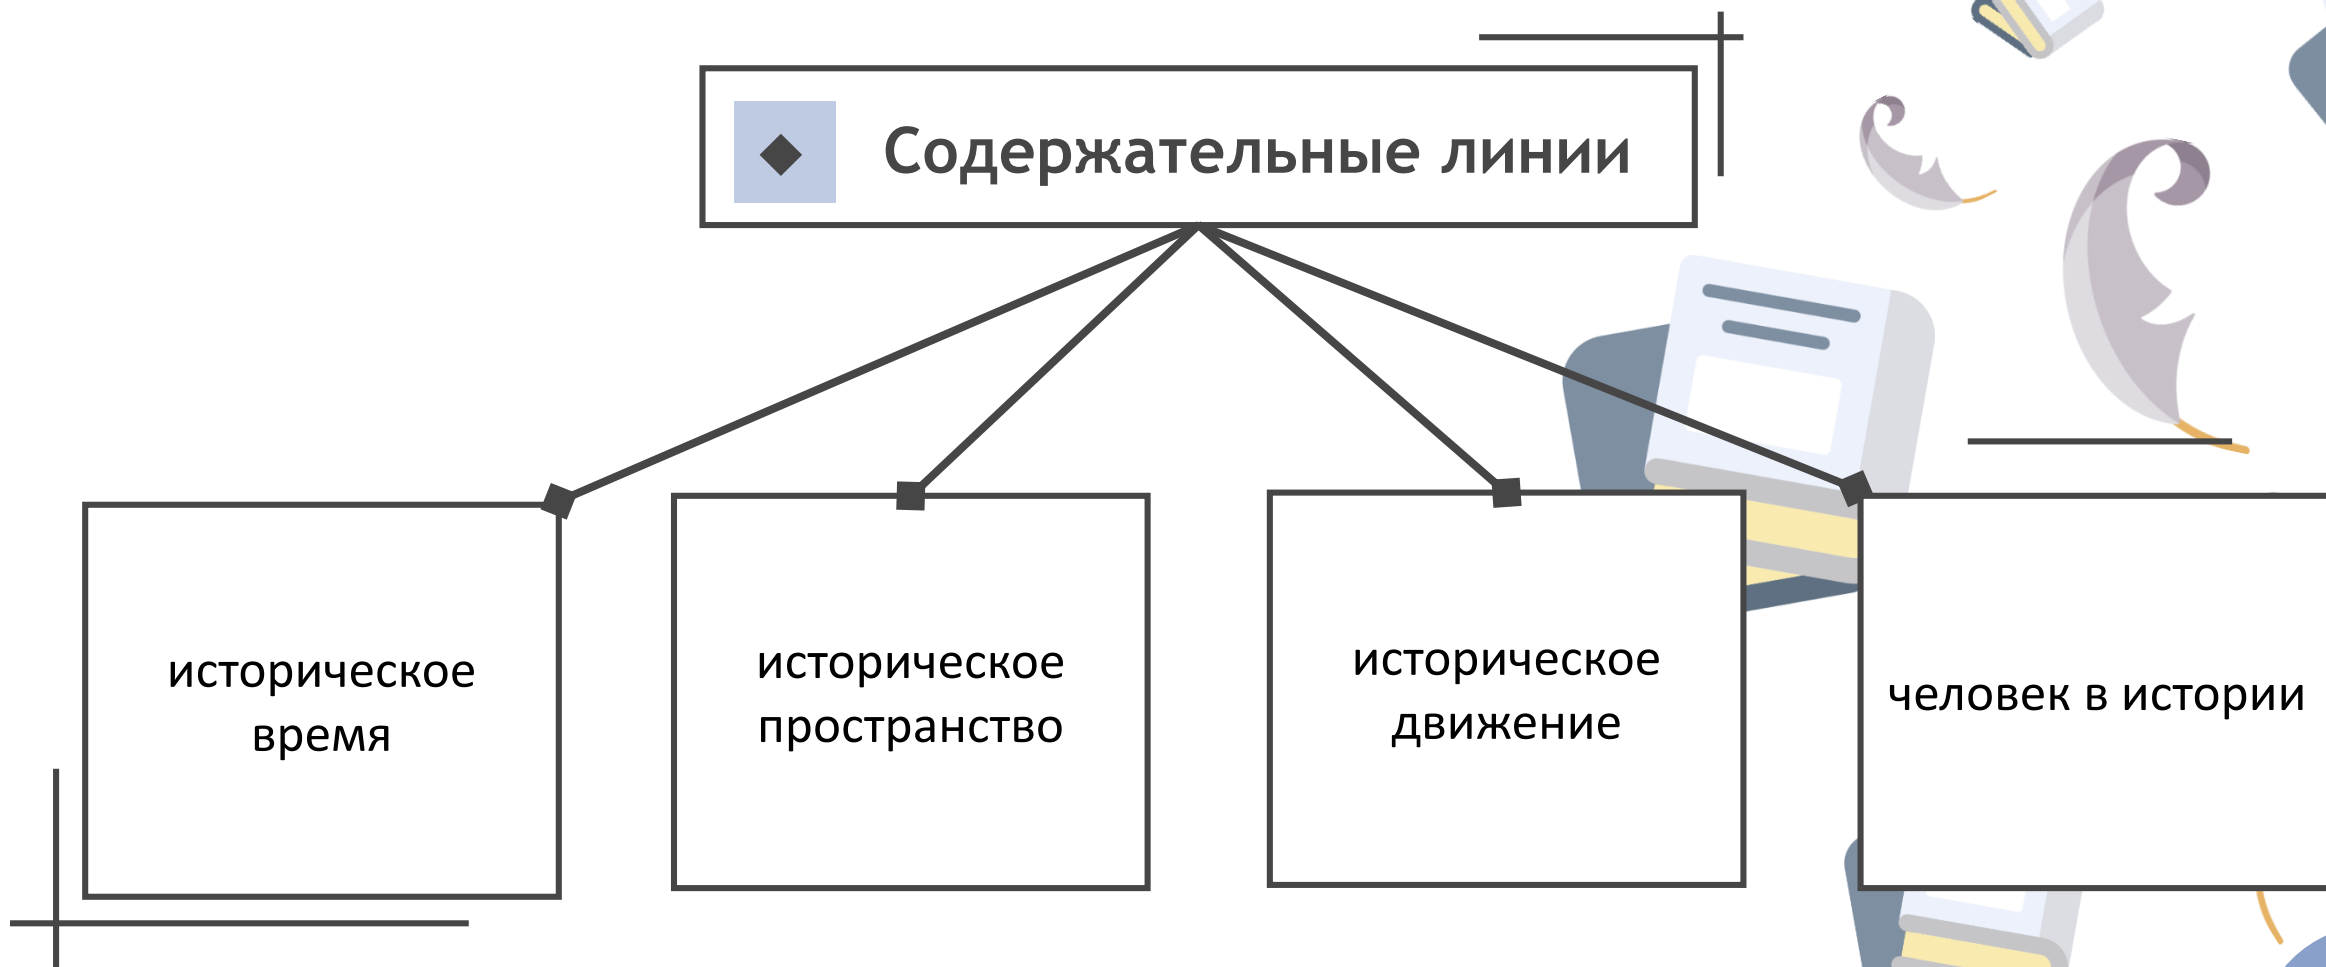 Содержательные линии
историческое
время
историческое
пространство
историческое
движение
человек в истории